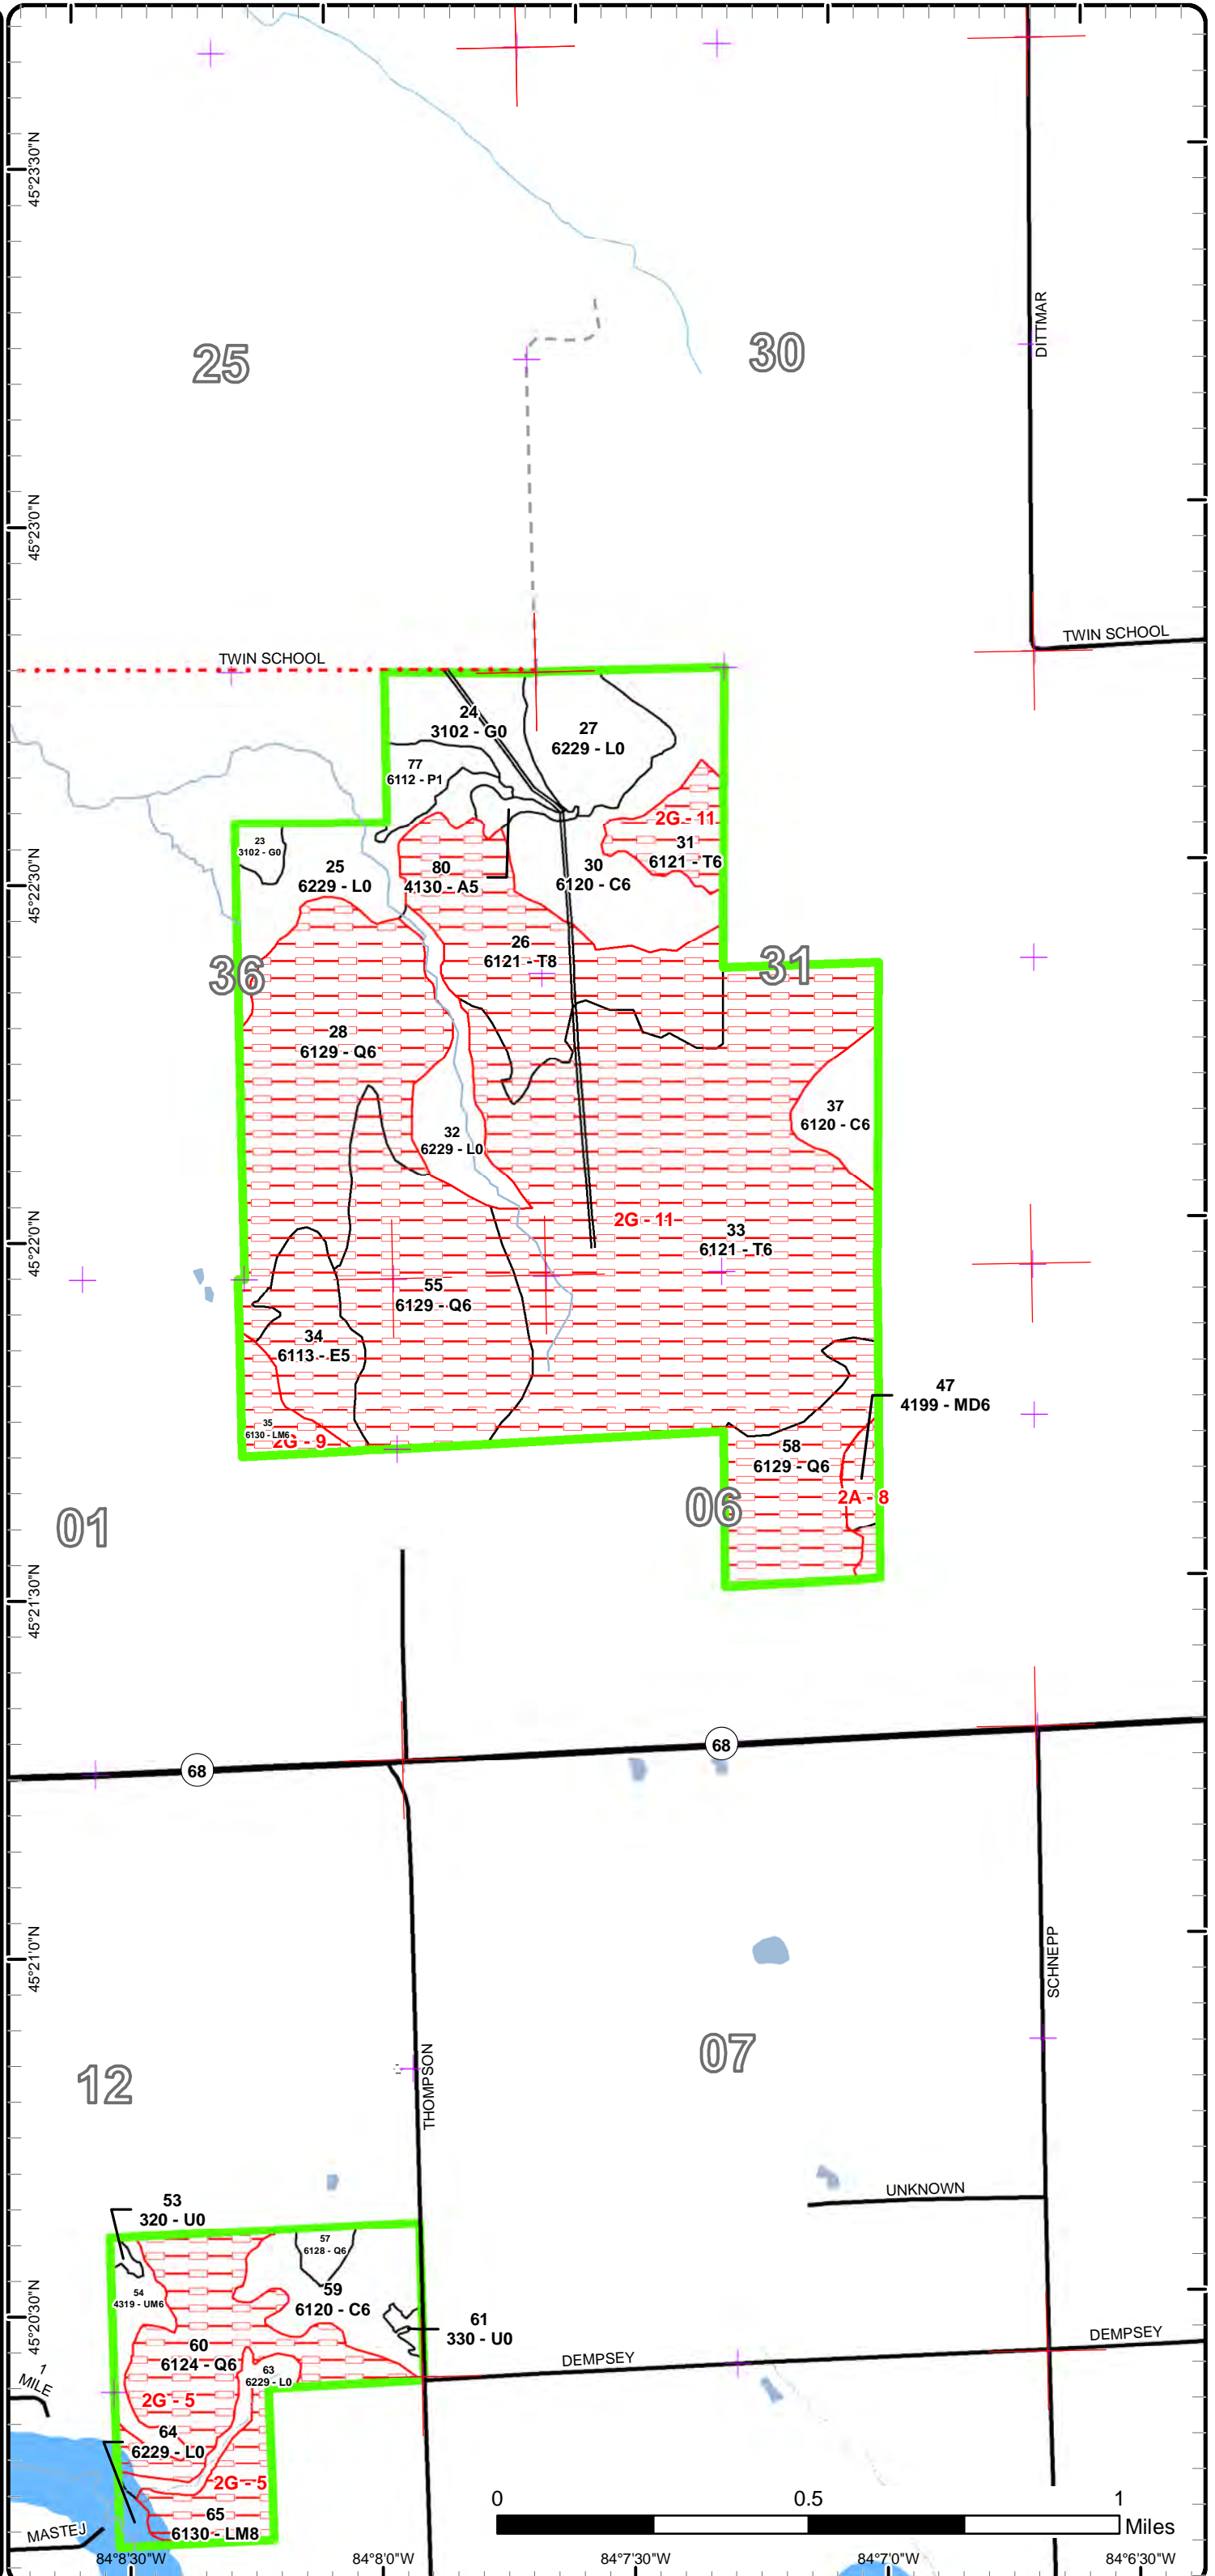 45°23'30"N
25
30
DITTMAR
45°23'0"N
TWIN SCHOOL
TWIN SCHOOL
24
3102 - G0
27
6229 - L0
77
6112 - P1
2G - 11
23
3102 - G0
31
6121 - T6
25
6229 - L0
80
4130 - A5
30
6120 - C6
45°22'30"N
26
6121 - T8
36
31
28
6129 - Q6
37
6120 - C6
32
6229 - L0
2G - 11
33
6121 - T6
45°22'0"N
55
6129 - Q6
34
6113 - E5
47
4199 - MD6
35
6130 - LM6
2G - 9
58
6129 - Q6
2A - 8
01
06
45°21'30"N
68
68
45°21'0"N
SCHNEPP
12
07
THOMPSON
UNKNOWN
53
320 - U0
57
6128 - Q6
54
4319 - UM6
59
6120 - C6
45°20'30"N
61
330 - U0
60
6124 - Q6
DEMPSEY
DEMPSEY
63
6229 - L0
1
MILE
2G - 5
64
6229 - L0
2G - 5
65
6130 - LM8
MASTEJ
0 0.5 1
Miles
84°8'30"W 84°8'0"W 84°7'30"W 84°7'0"W 84°6'30"W